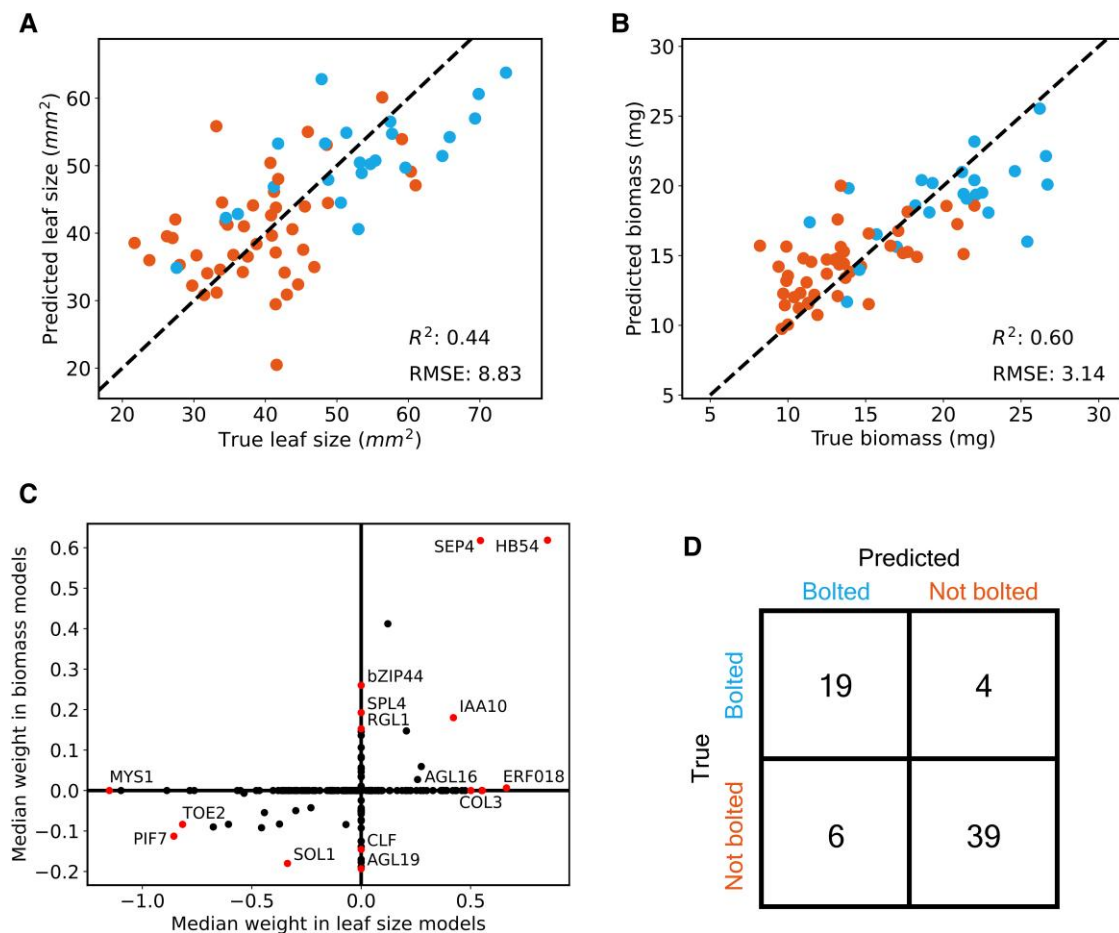 A
Predicted leaf size (mm²)
60
50
40
30
20
R²: 0.44
RMSE: 8.83
20 30 40 50 60 70
True leaf size (mm²)
B
Predicted biomass (mg)
30
25
20
15
10
5
R²: 0.60
RMSE: 3.14
5 10 15 20 25 30
True biomass (mg)
C
Median weight in biomass models
0.6
0.5
0.4
0.3
0.2
0.1
0.0
−0.1
−0.2
SEP4 HB54
bZIP44
SPL4
RGL1
IAA10
MYS1
AGL16
ERF018
COL3
TOE2
PIF7
SOL1
CLF
AGL19
−1.0 −0.5 0.0 0.5
Median weight in leaf size models
D
Predicted
Bolted Not bolted
True
Bolted
19 4
Not bolted
6 39